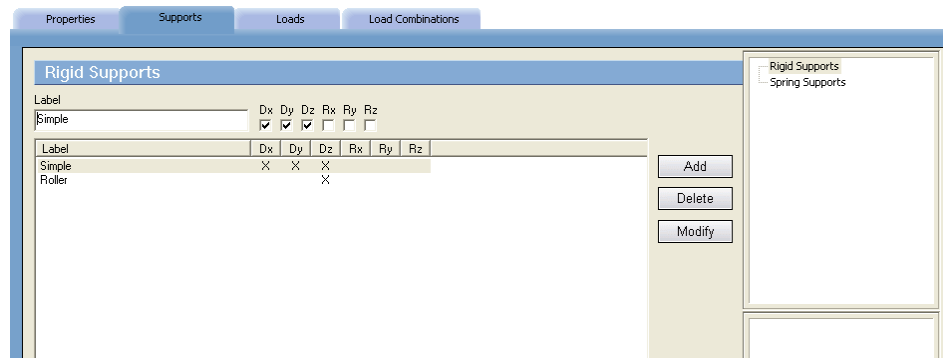 Properties Supports Loads Load Combinations
Rigid Supports
Rigid Supports
Spring Supports
Label
Dx Dy Dz Rx Ry Rz
Simple
Label Dx Dy Dz Rx Ry Rz
Simple X X X
Roller X
Add
Delete
Modify